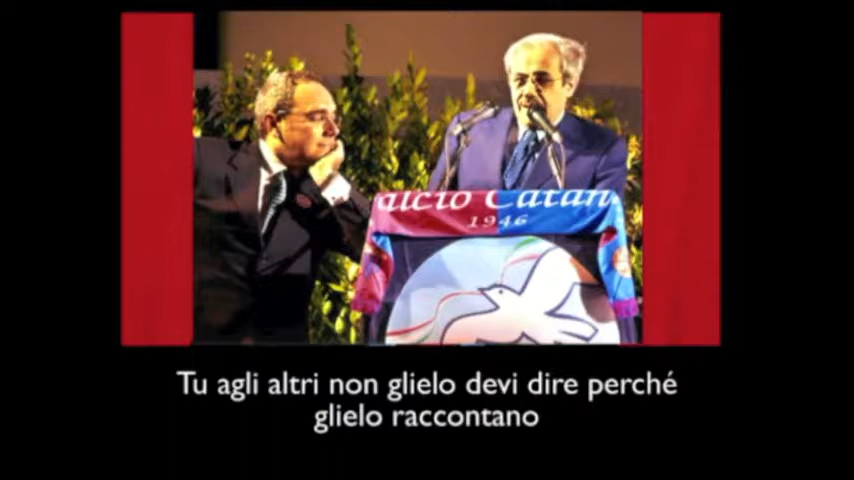 alcio Catan
1946
Tu agli altri non glielo devi dire perché
glielo raccontano